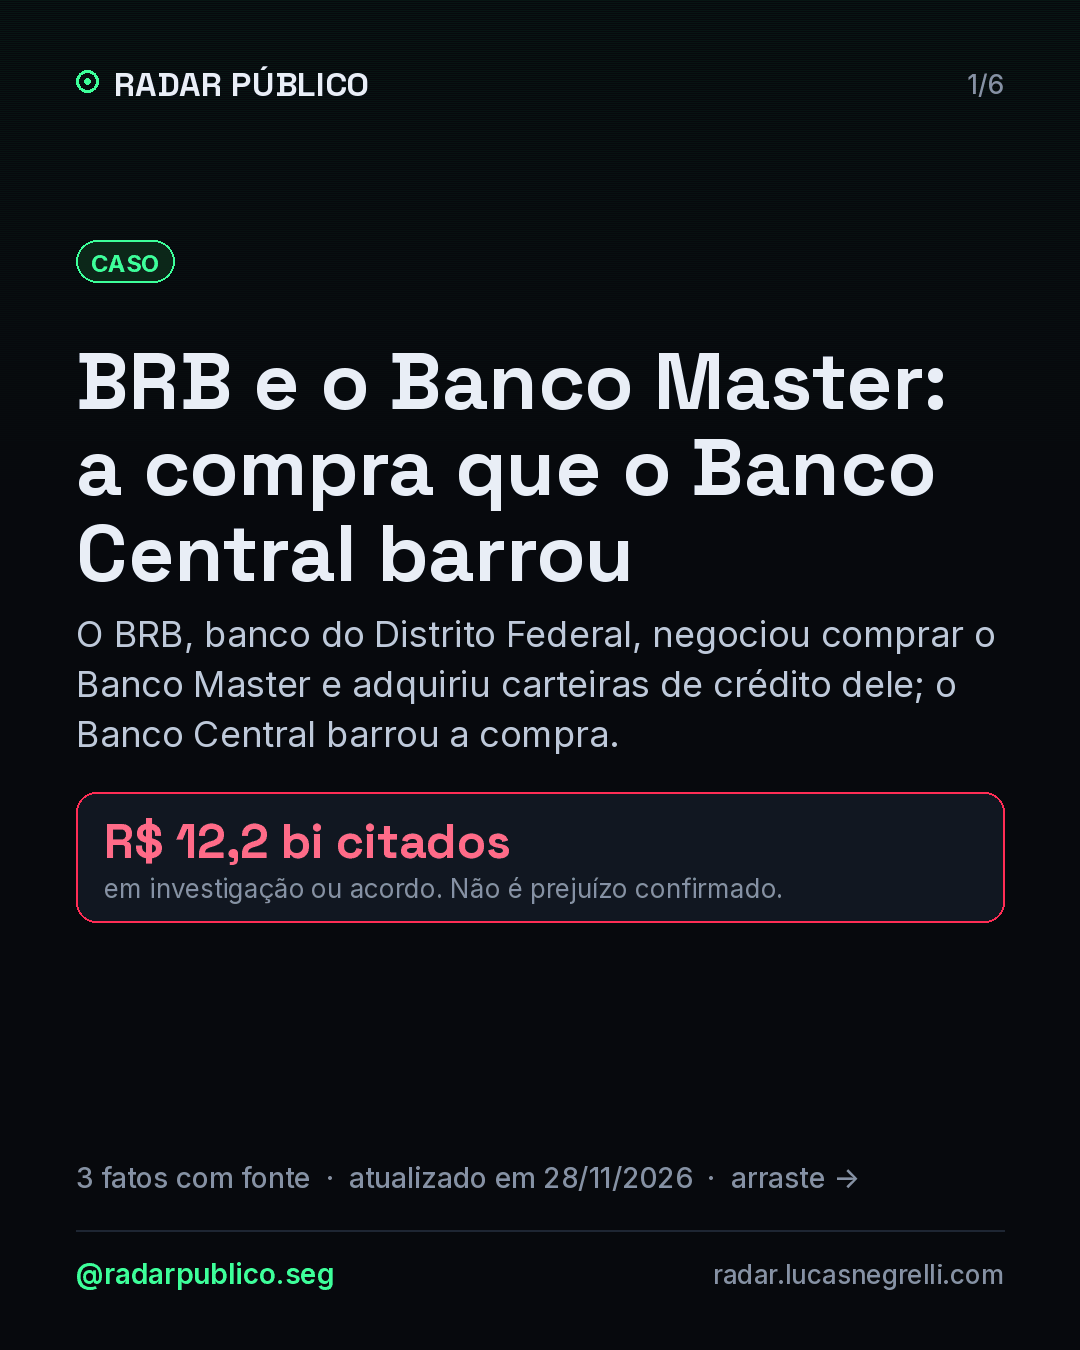 RADAR PÚBLICO
1/6
CASO
BRB e o Banco Master:
a compra que o Banco
Central barrou
O BRB, banco do Distrito Federal, negociou comprar o
Banco Master e adquiriu carteiras de crédito dele; o
Banco Central barrou a compra.
R$ 12,2 bi citados
em investigação ou acordo. Não é prejuízo confirmado.
3 fatos com fonte · atualizado em 28/11/2026 · arraste →
@radarpublico.seg
radar.lucasnegrelli.com